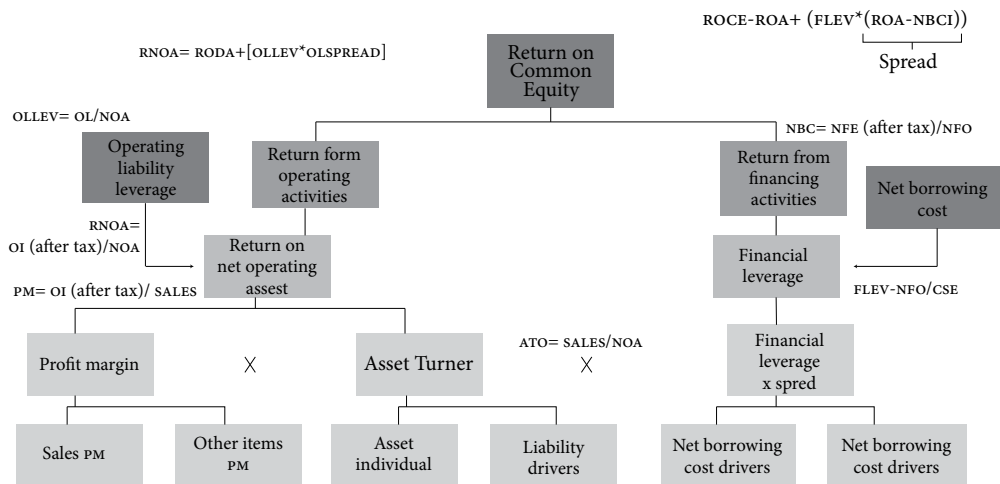 ROCE-ROA+ (FLEV*(ROA-NBCI))
Spread
RNOA= RODA+[OLLEV*OLSPREAD]
Return on
Common
Equity
OLLEV= OL/NOA
Operating
liability
leverage
Return form
operating
activities
NBC= NFE (after tax)/NFO
Return from
financing
activities
Net borrowing
cost
RNOA=
OI (after tax)/NOA
Return on
net operating
assest
Financial
leverage
PM= OI (after tax)/ SALES
FLEV-NFO/CSE
Profit margin
X
Asset Turner
ATO= SALES/NOA
X
Financial
leverage
x spred
Sales PM
Other items
PM
Asset
individual
Liability
drivers
Net borrowing
cost drivers
Net borrowing
cost drivers